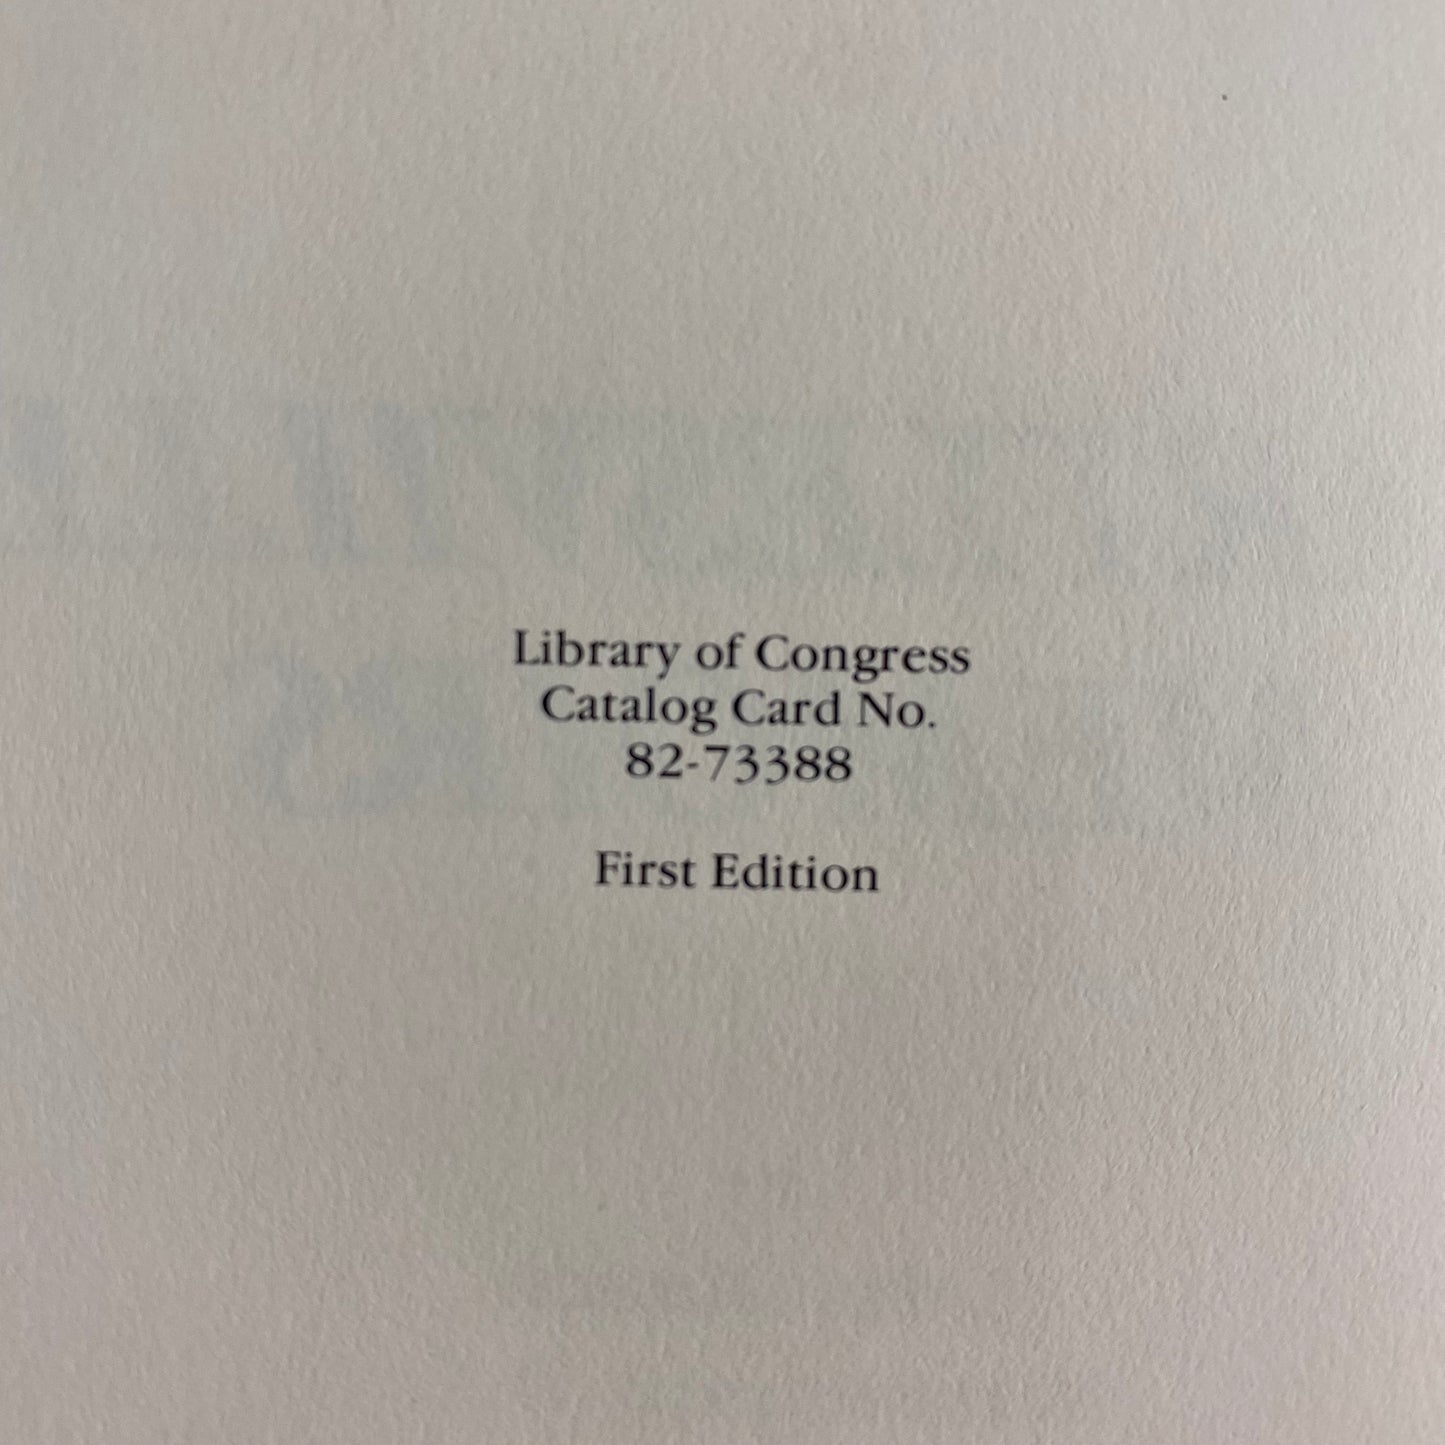 Library of Congress
Catalog Card No.
82-73388
First Edition